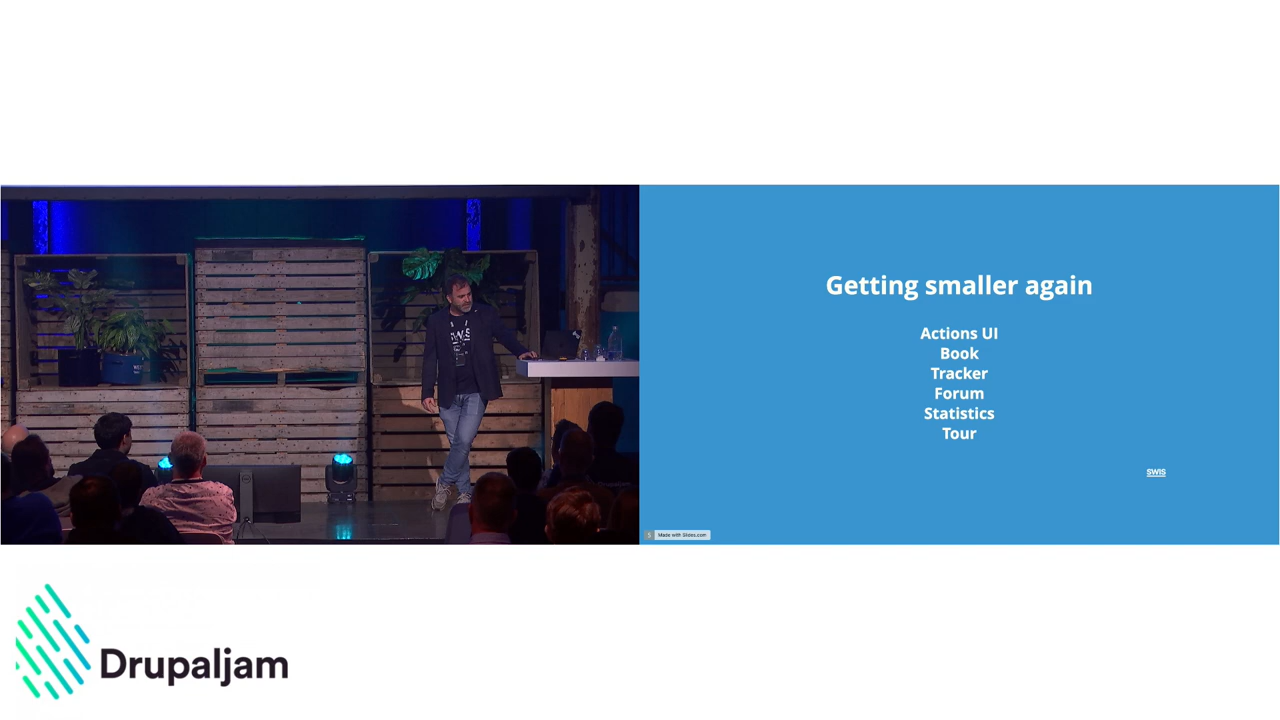 Getting smaller again
Actions UI
Book
Tracker
Forum
Statistics
Tour
SWIS
Made with Slides.com
Drupaljam